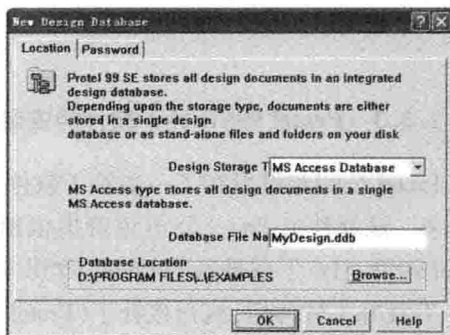 New Design Database
Location Password
Protel 99 SE stores all design documents in an integrated
design database.
Depending upon the storage type, documents are either
stored in a single design
database or as stand-alone files and folders on your disk
Design Storage T MS Access Database
MS Access type stores all design documents in a single
MS Access database.
Database File Na MyDesign.ddb
Database Location
D:\PROGRAM FILES\..\EXAMPLES Browse...
OK Cancel Help